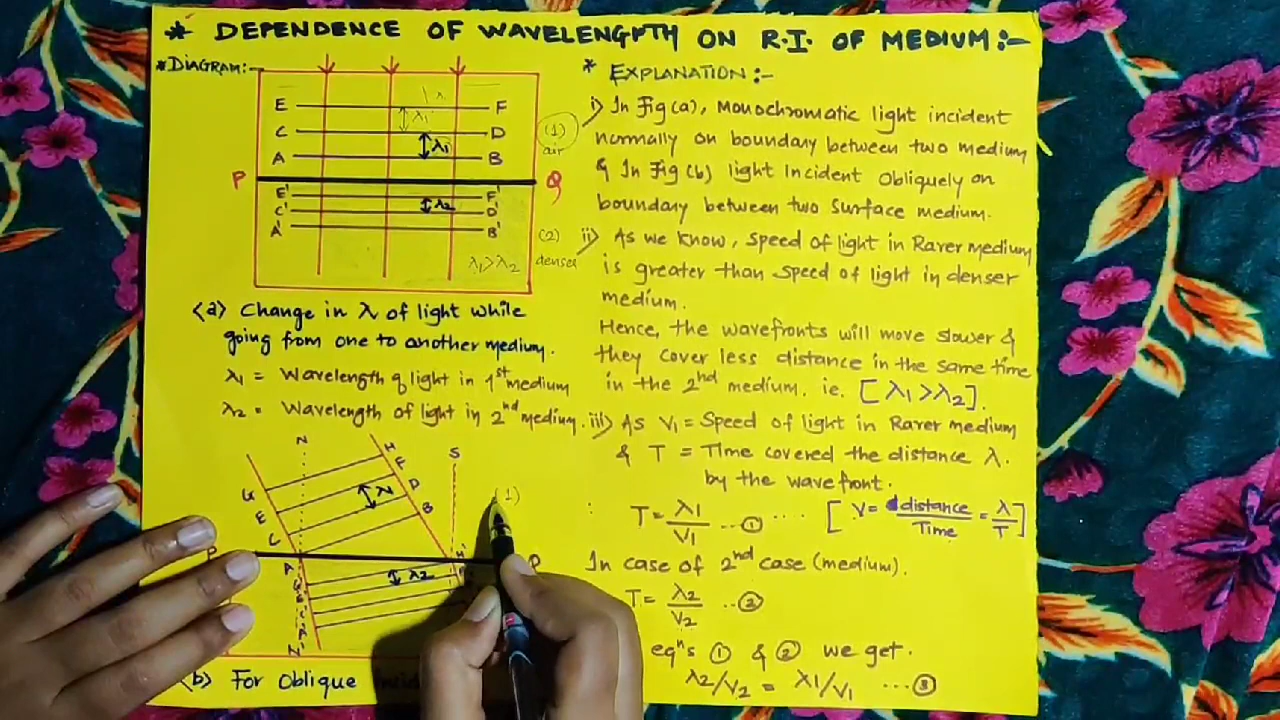 * DEPENDENCE OF WAVELENGPTH ON R.I. OF MEDIUM:-
* DIAGRAM:-
E F
λ1
C D
λ1
A B
P Q
E' F'
C' λ2 D'
A' B'
(1)
air
(2)
denser
λ1>λ2
(a) Change in λ of light while
going from one to another medium.
λ1 = Wavelength of light in 1st medium
λ2 = Wavelength of light in 2nd medium.
N H S
F
G λ1 D
E B
C
(1)
P A Q
λ2
N'
(b) For Oblique
* EXPLANATION :-
i) In Fig(a), Monochromatic light incident
normally on boundary between two medium
& In Fig(b) light Incident Obliquely on
boundary between two Surface medium.
ii) As we know, Speed of light in Rarer medium
is greater than speed of light in denser
medium.
Hence, the wavefronts will move slower &
they cover less distance in the same time
in the 2nd medium. ie. [λ1>λ2].
iii) As V1 = Speed of light in Rarer medium
& T = Time covered the distance λ.
by the wavefront.
∴ T = λ1/V1 ...① .... [V = distance/Time = λ/T]
In case of 2nd case (medium).
T = λ2/V2 ..②
eqns ① & ② we get.
λ2/V2 = λ1/V1 ...③